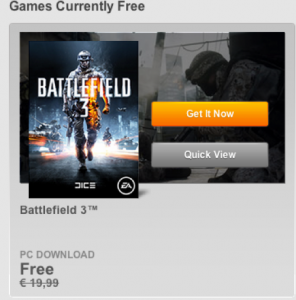 Games Currently Free
BATTLEFIELD
3
Get It Now
Quick View
DICE
EA
Battlefield 3™
PC DOWNLOAD
Free
€ 19,99